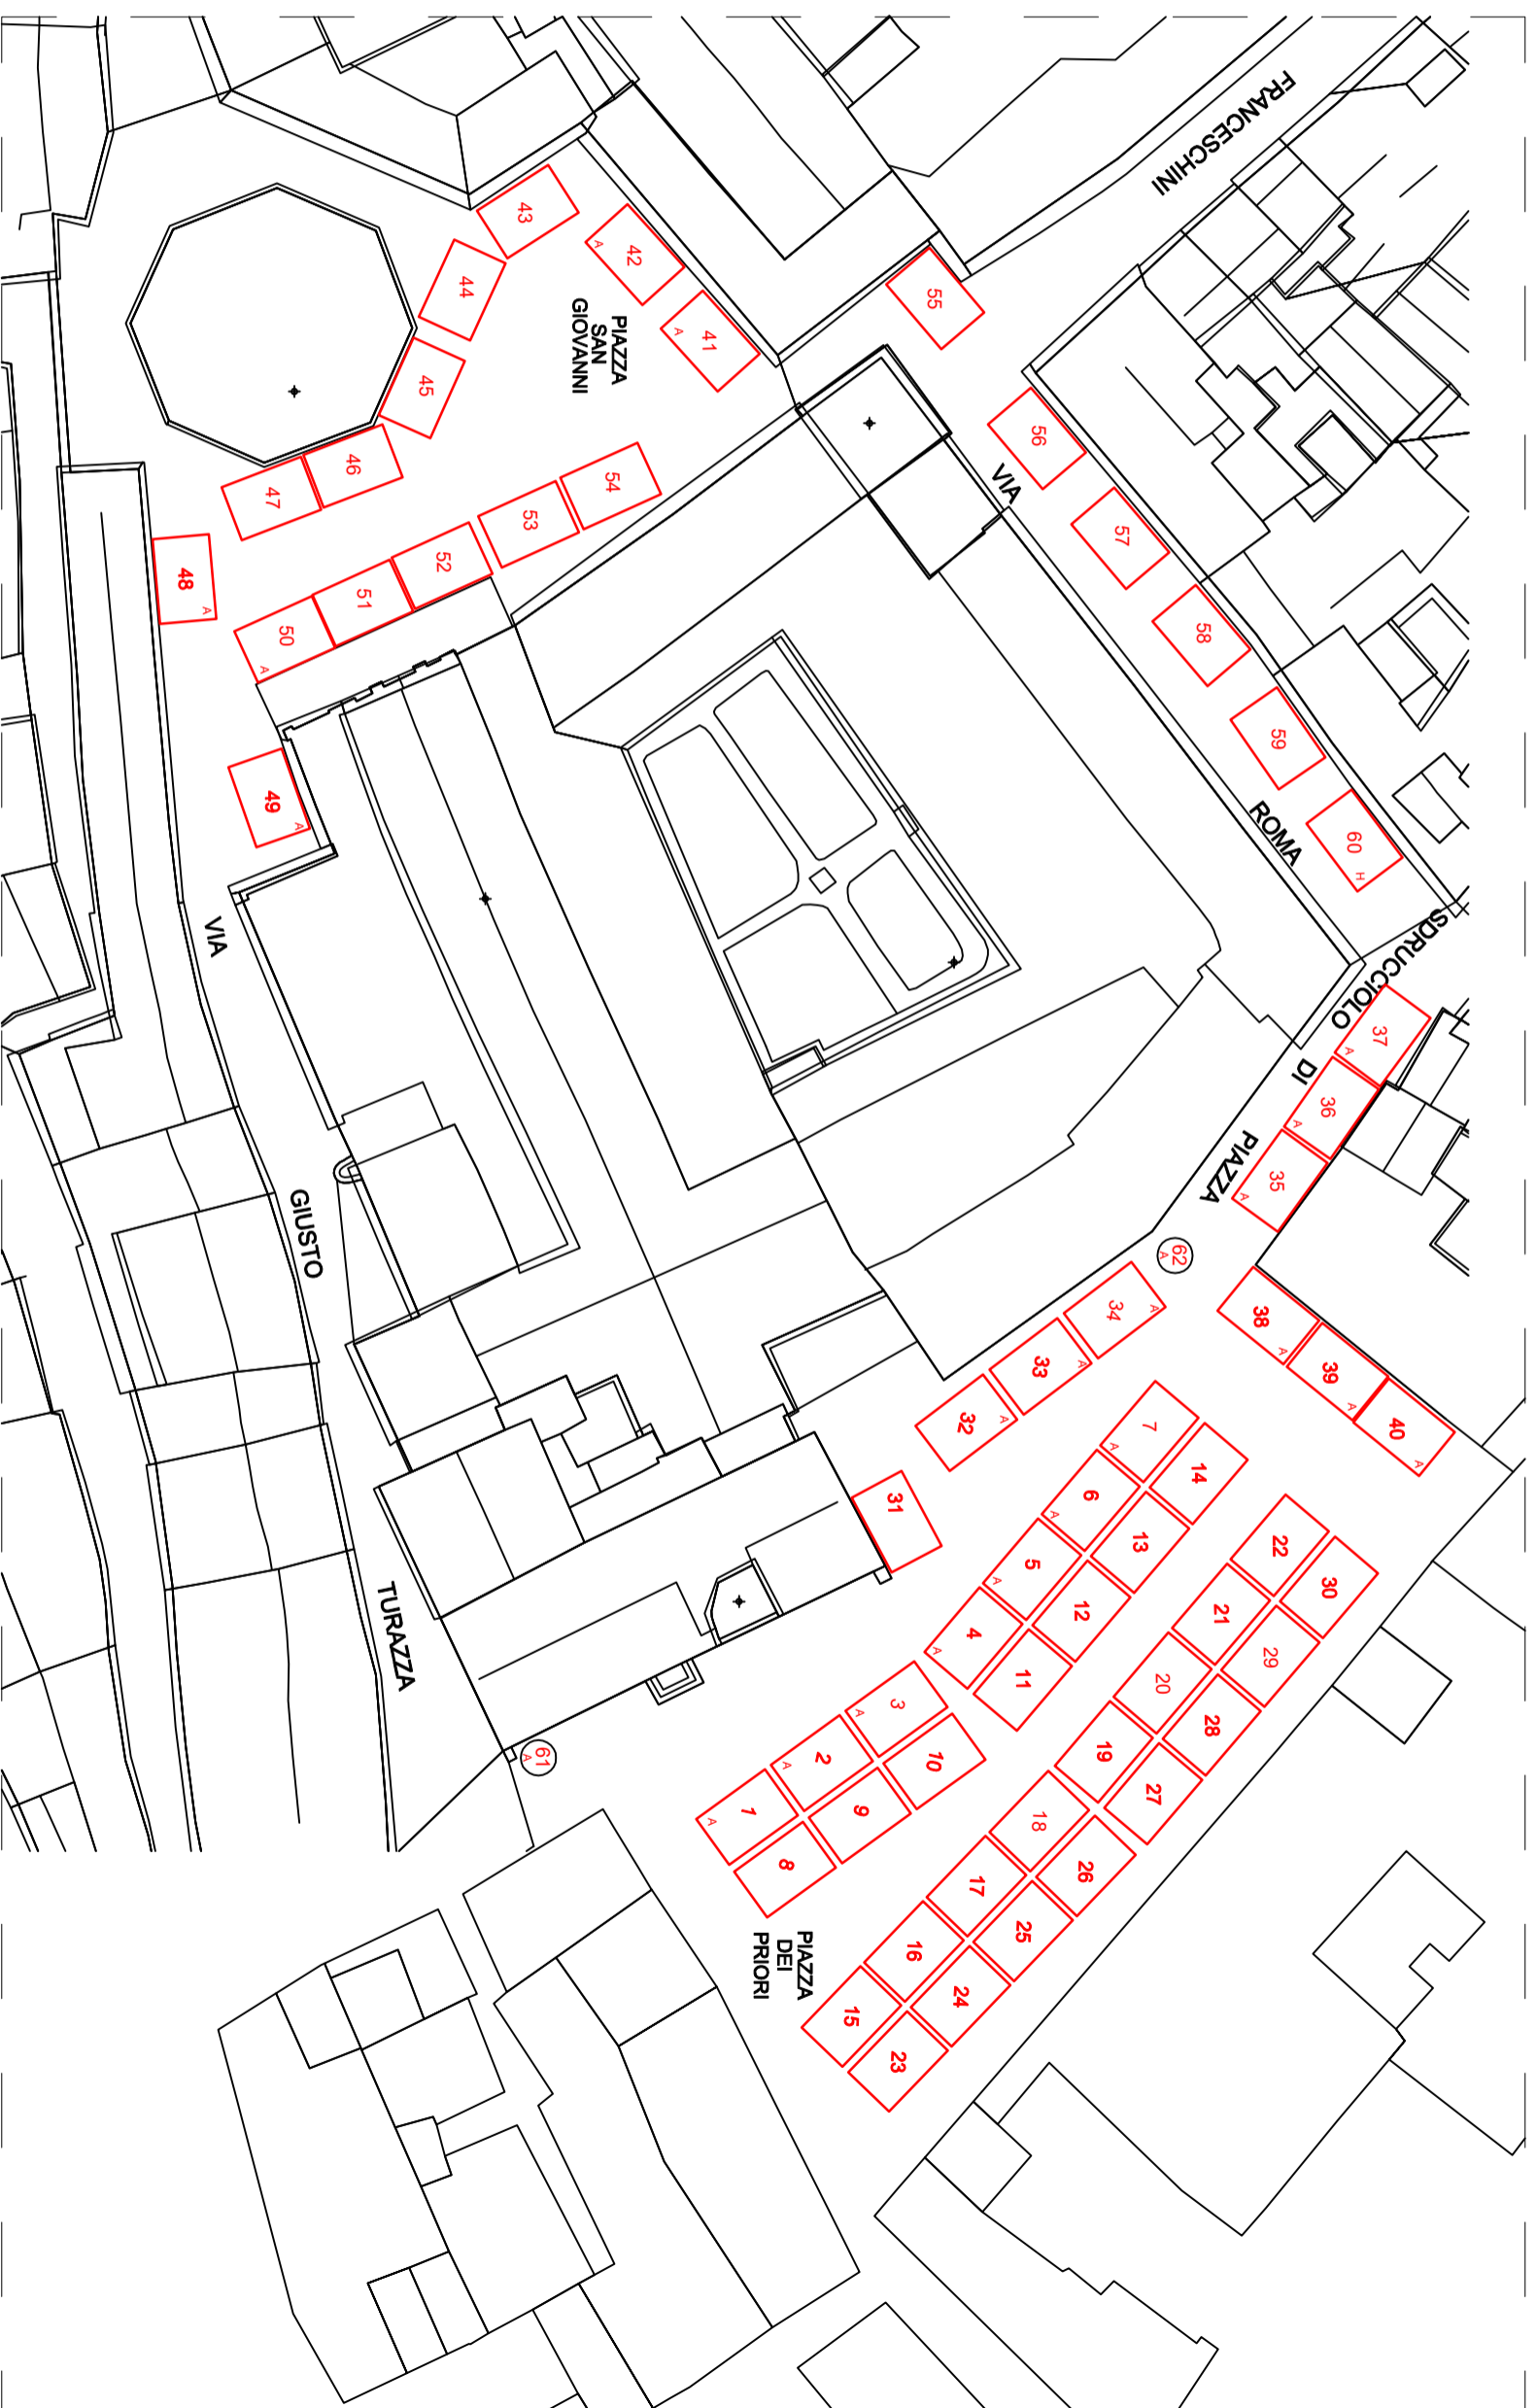 FRANCESCHINI
43
42
A
44
41
A
55
45
PIAZZA
SAN
GIOVANNI
46
47
54
53
52
51
50
A
48
A
49
A
56
VIA
57
58
59
ROMA
60
H
SDRUCCIOLO
DI
PIAZZA
37
A
36
A
35
A
62
A
VIA
GIUSTO
TURAZZA
38
A
39
A
40
A
34
A
33
A
32
A
31
7
A
14
6
A
13
5
A
12
4
A
11
22
30
21
29
20
28
19
27
18
26
17
25
16
24
15
23
3
A
10
2
A
9
1
A
8
61
A
PIAZZA
DEI
PRIORI